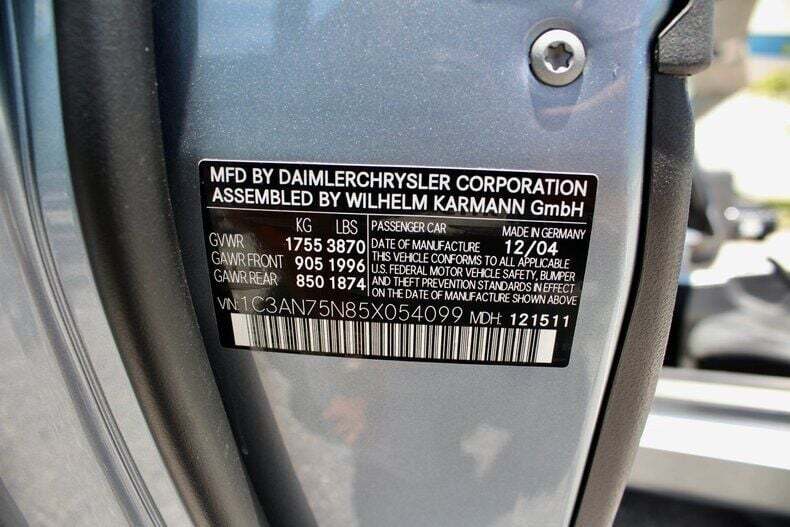 MFD BY DAIMLERCHRYSLER CORPORATION
ASSEMBLED BY WILHELM KARMANN GmbH
KG LBS
GVWR 1755 3870
GAWR FRONT 905 1996
GAWR REAR 850 1874
PASSENGER CAR MADE IN GERMANY
DATE OF MANUFACTURE 12/04
THIS VEHICLE CONFORMS TO ALL APPLICABLE
U.S. FEDERAL MOTOR VEHICLE SAFETY, BUMPER
AND THEFT PREVENTION STANDARDS IN EFFECT
ON THE DATE OF MANUFACTURE SHOWN ABOVE.
VIN: 1C3AN75N85X054099 MDH: 121511